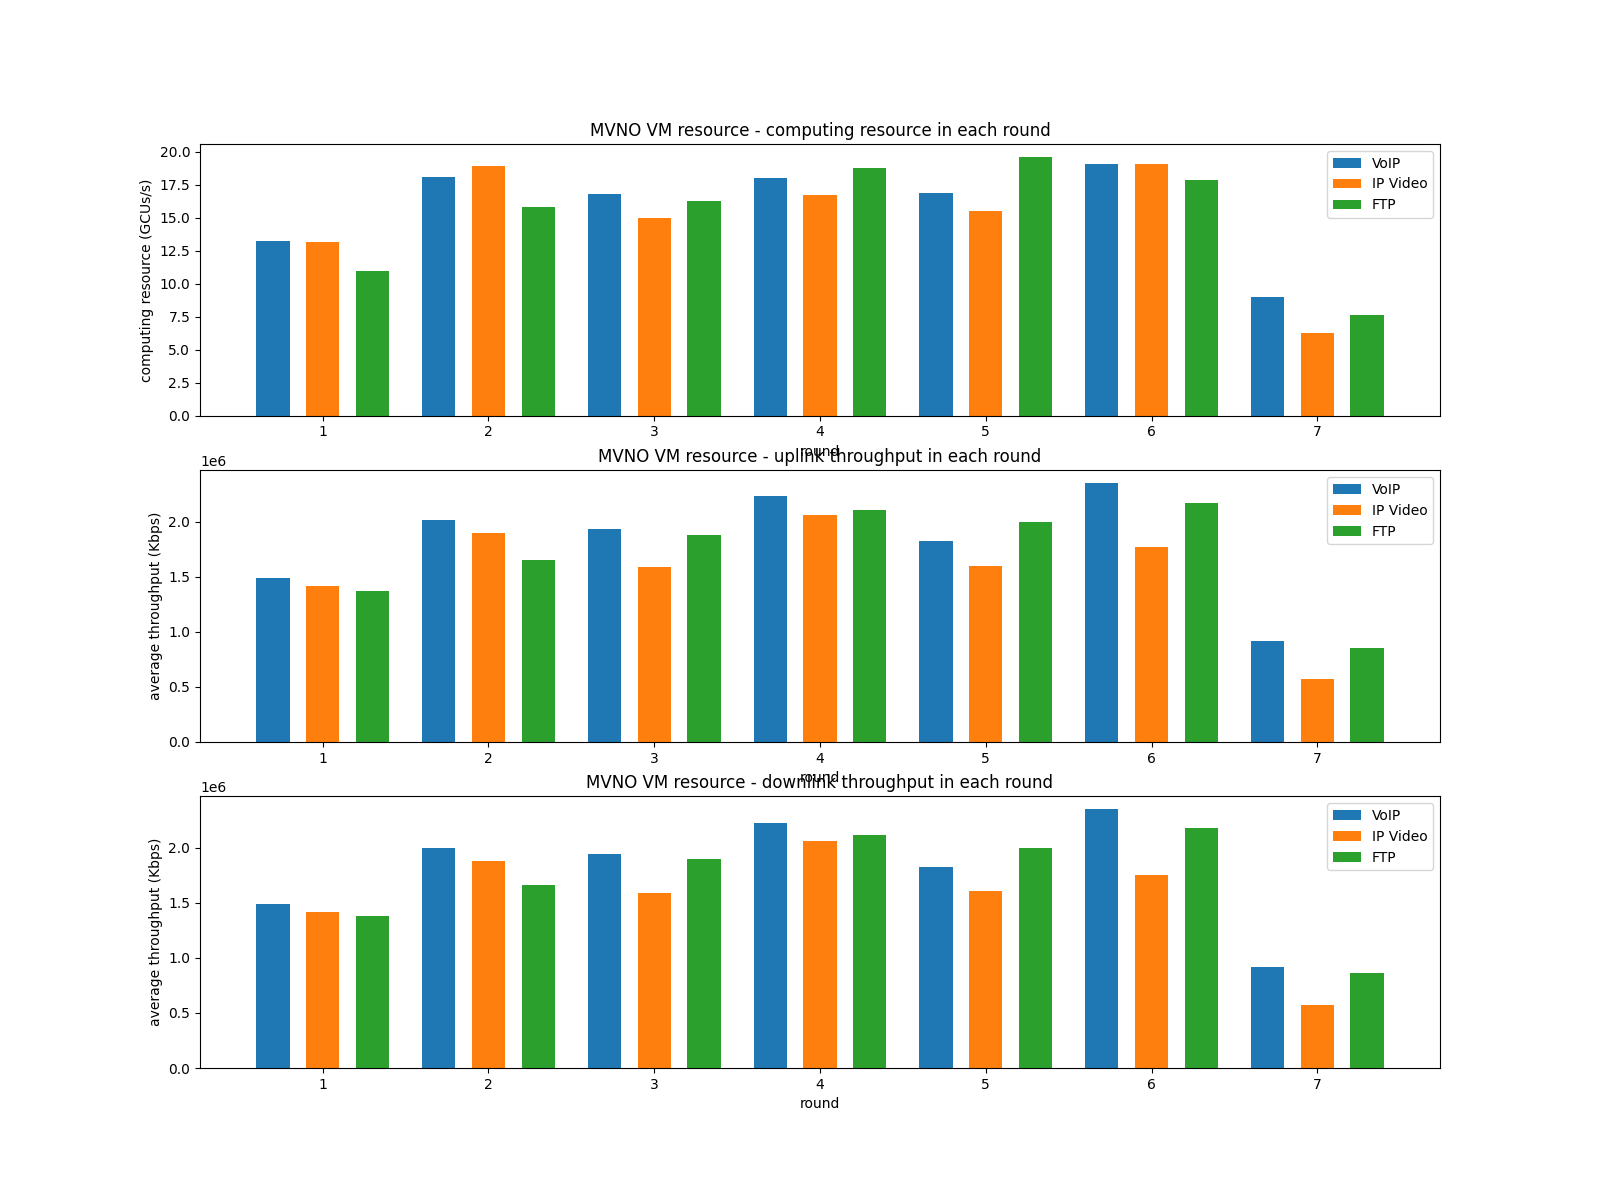 MVNO VM resource - computing resource in each round
computing resource (GCUs/s)
20.0
17.5
15.0
12.5
10.0
7.5
5.0
2.5
0.0
VoIP
IP Video
FTP
1 2 3 4 5 6 7
round
MVNO VM resource - uplink throughput in each round
1e6
average throughput (Kbps)
2.0
1.5
1.0
0.5
0.0
VoIP
IP Video
FTP
1 2 3 4 5 6 7
round
MVNO VM resource - downlink throughput in each round
1e6
average throughput (Kbps)
2.0
1.5
1.0
0.5
0.0
VoIP
IP Video
FTP
1 2 3 4 5 6 7
round